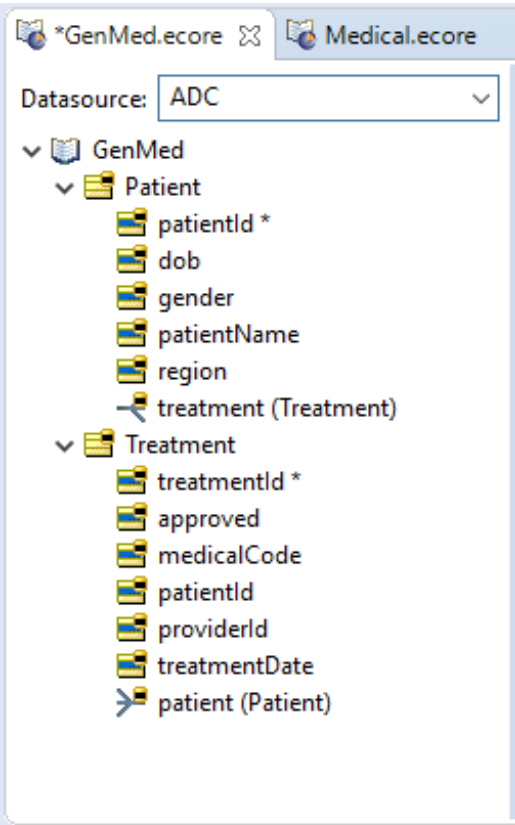 *GenMed.ecore Medical.ecore
Datasource: ADC
GenMed
Patient
patientId *
dob
gender
patientName
region
treatment (Treatment)
Treatment
treatmentId *
approved
medicalCode
patientId
providerId
treatmentDate
patient (Patient)